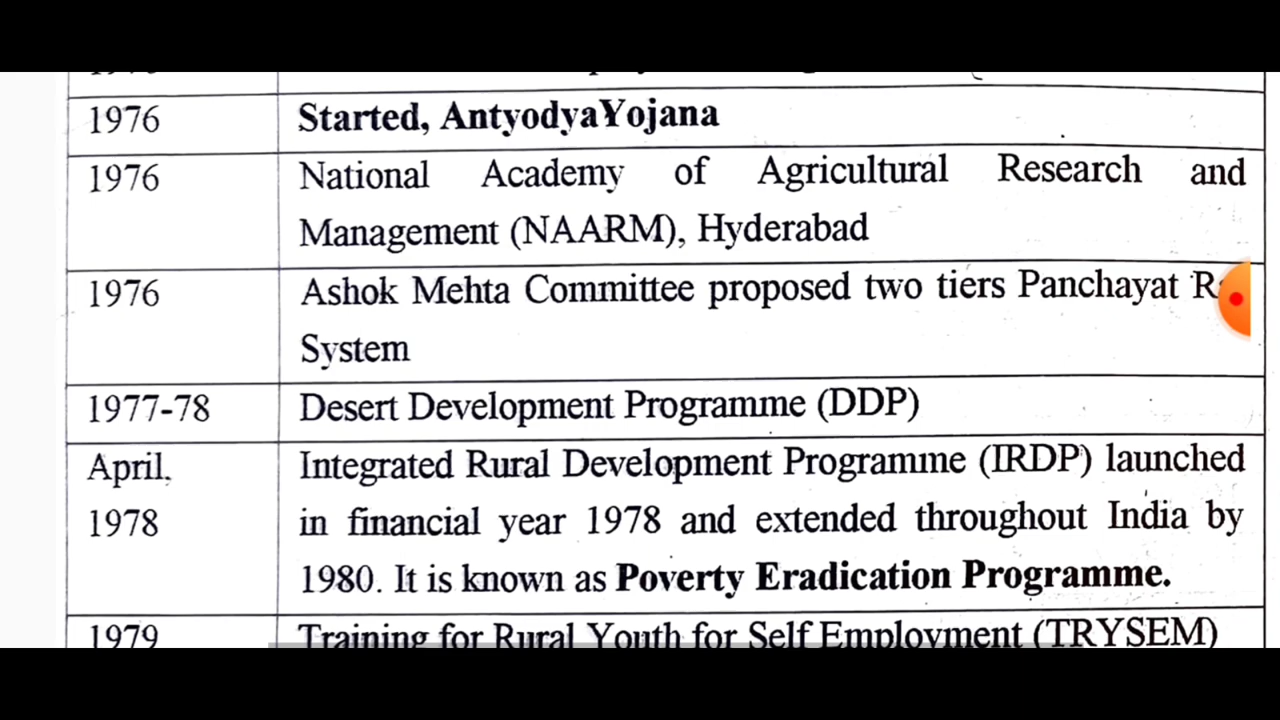 1976
Started, AntyodyaYojana
1976
National Academy of Agricultural Research and
Management (NAARM), Hyderabad
1976
Ashok Mehta Committee proposed two tiers Panchayat
System
1977-78
Desert Development Programme (DDP)
April,
1978
Integrated Rural Development Programme (IRDP) launched
in financial year 1978 and extended throughout India by
1980. It is known as Poverty Eradication Programme.
1979
Training for Rural Youth for Self Employment (TRYSEM)